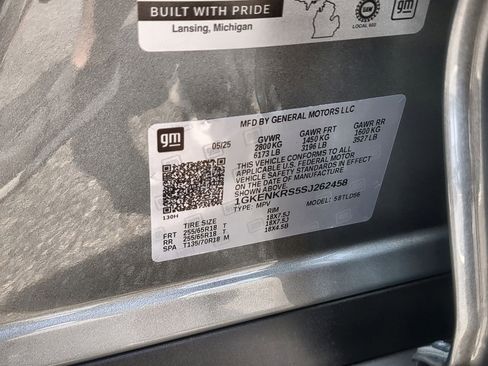 BUILT WITH PRIDE
Lansing, Michigan
LOCAL 602
gm
gm
MFD BY GENERAL MOTORS LLC
05/25
GVWR GAWR FRT GAWR RR
2800 KG 1450 KG 1600 KG
6173 LB 3196 LB 3527 LB
THIS VEHICLE CONFORMS TO ALL
APPLICABLE U.S. FEDERAL MOTOR
VEHICLE SAFETY STANDARDS IN EFFECT
ON THE DATE OF MANUFACTURE
SHOWN ABOVE.
1GKENKRS5SJ262458
TYPE: MPV MODEL: S8TLD56
130H
TIRE SIZE RIM
FRT 255/65R18 T 18X7.5J
RR 255/65R18 T 18X7.5J
SPA T135/70R18 M 18X4.5B